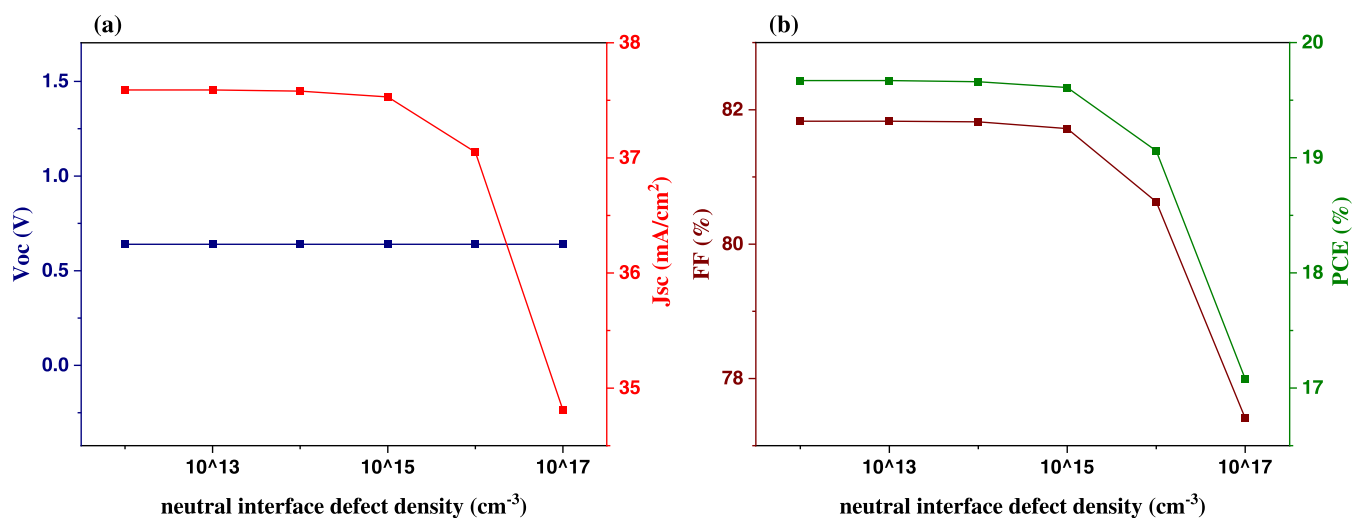 (a)
Voc (V)
1.5
1.0
0.5
0.0
38
37
36
35
Jsc (mA/cm²)
10^13
10^15
10^17
neutral interface defect density (cm⁻³)
(b)
FF (%)
82
80
78
20
19
18
17
PCE (%)
10^13
10^15
10^17
neutral interface defect density (cm⁻³)